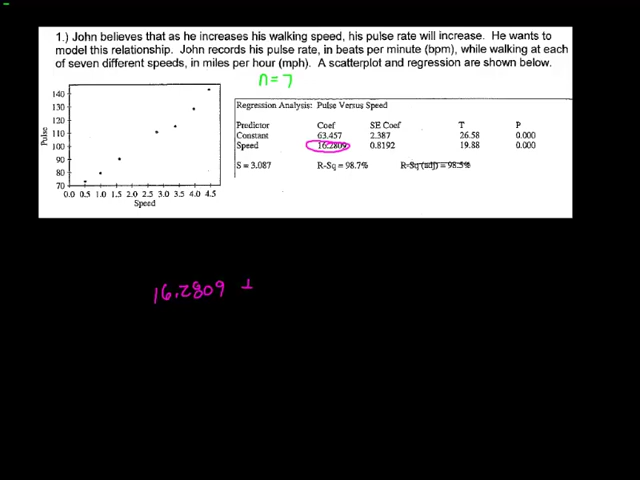 1.) John believes that as he increases his walking speed, his pulse rate will increase. He wants to
model this relationship. John records his pulse rate, in beats per minute (bpm), while walking at each
of seven different speeds, in miles per hour (mph). A scatterplot and regression are shown below.
n=7
140
130
120
110
100
90
80
70
Pulse
0.0 0.5 1.0 1.5 2.0 2.5 3.0 3.5 4.0 4.5
Speed
Regression Analysis: Pulse Versus Speed
Predictor Coef SE Coef T P
Constant 63.457 2.387 26.58 0.000
Speed 16.2809 0.8192 19.88 0.000
S = 3.087 R-Sq = 98.7% R-Sq (adj) = 98.5%
16.2809 ±